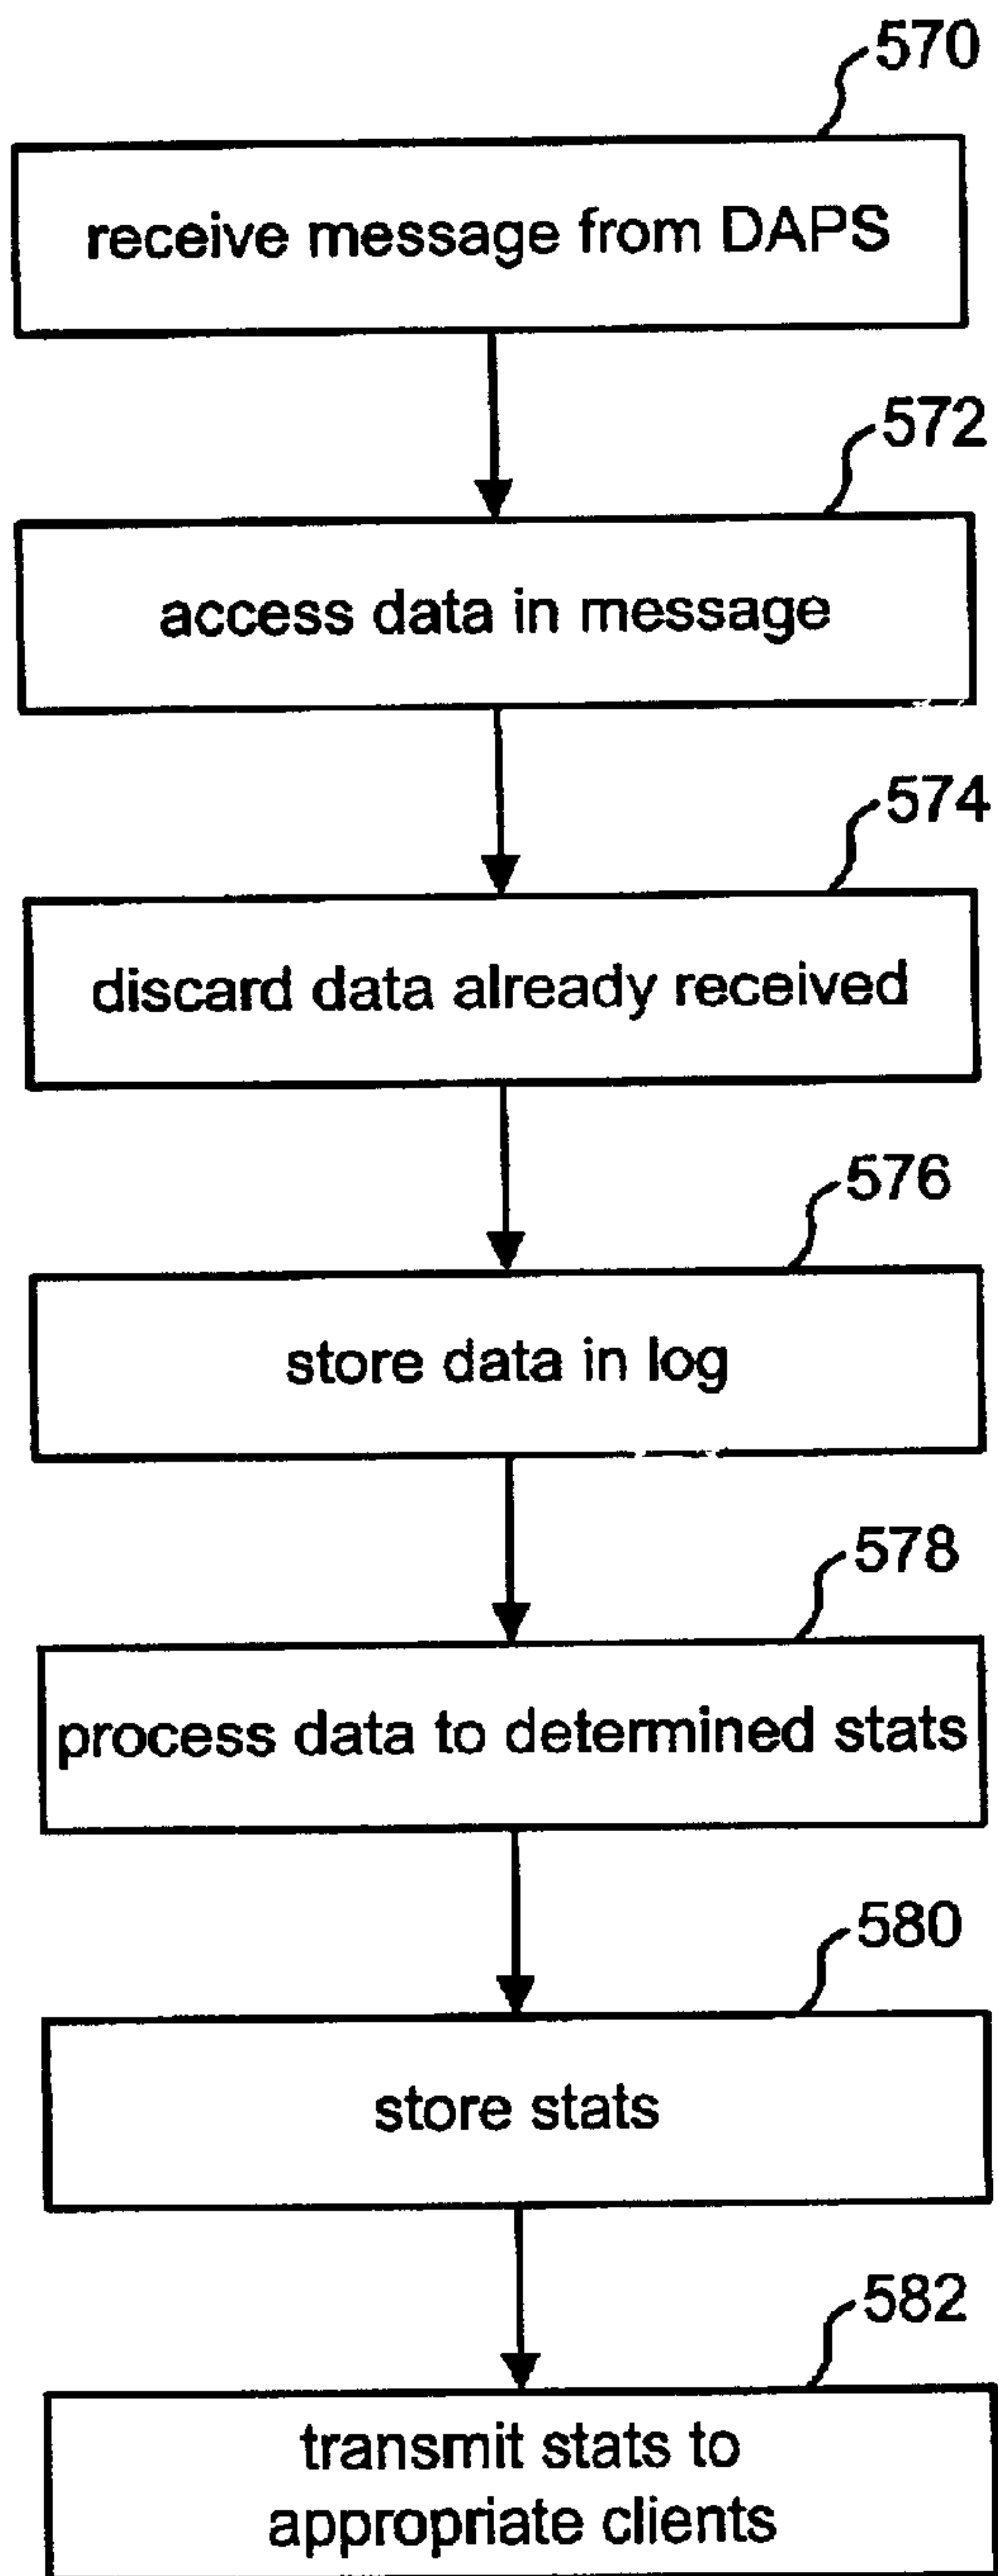 570
receive message from DAPS
572
access data in message
574
discard data already received
576
store data in log
578
process data to determined stats
580
store stats
582
transmit stats to
appropriate clients